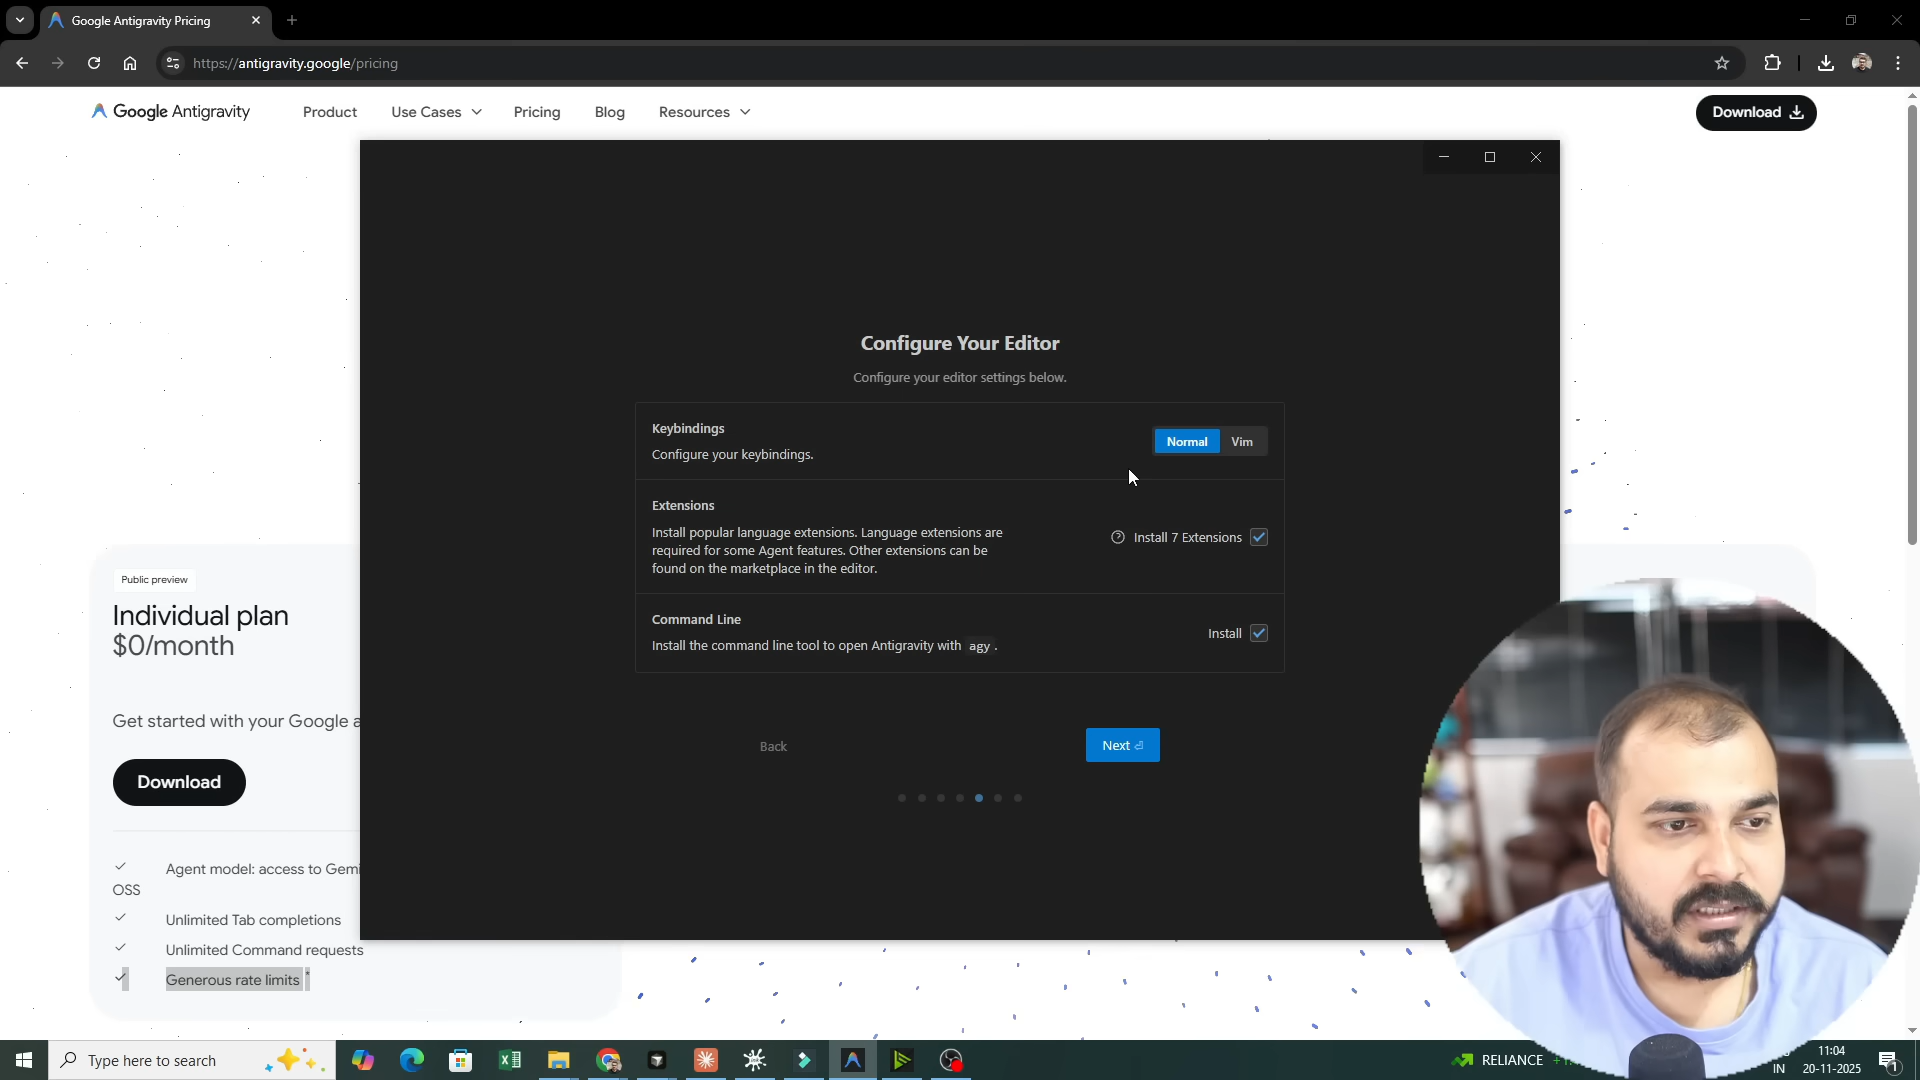 Google Antigravity Pricing
https://antigravity.google/pricing
Google Antigravity
Product
Use Cases
Pricing
Blog
Resources
Download
Configure Your Editor
Configure your editor settings below.
Keybindings
Configure your keybindings.
Normal
Vim
Extensions
Install popular language extensions. Language extensions are
required for some Agent features. Other extensions can be
found on the marketplace in the editor.
Install 7 Extensions
Command Line
Install the command line tool to open Antigravity with agy .
Install
Back
Next
Public preview
Individual plan
$0/month
Get started with your Google a
Download
Agent model: access to Gemi
OSS
Unlimited Tab completions
Unlimited Command requests
Generous rate limits *
Type here to search
RELIANCE
11:04
IN
20-11-2025
1